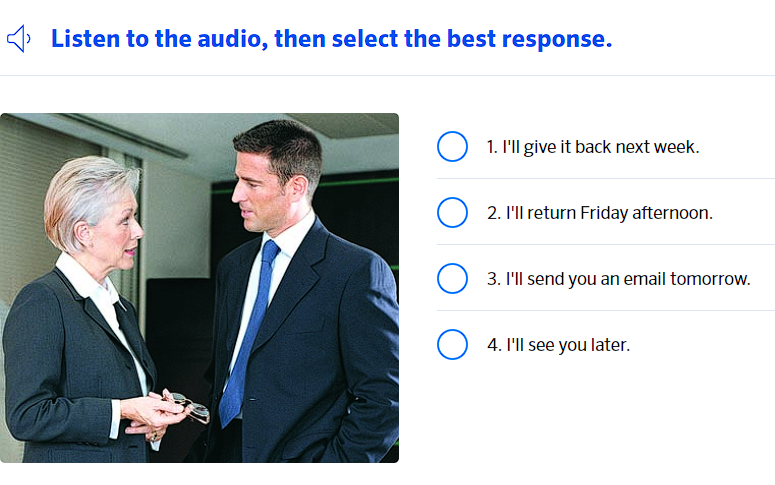 Listen to the audio, then select the best response.
1. I'll give it back next week.
2. I'll return Friday afternoon.
3. I'll send you an email tomorrow.
4. I'll see you later.